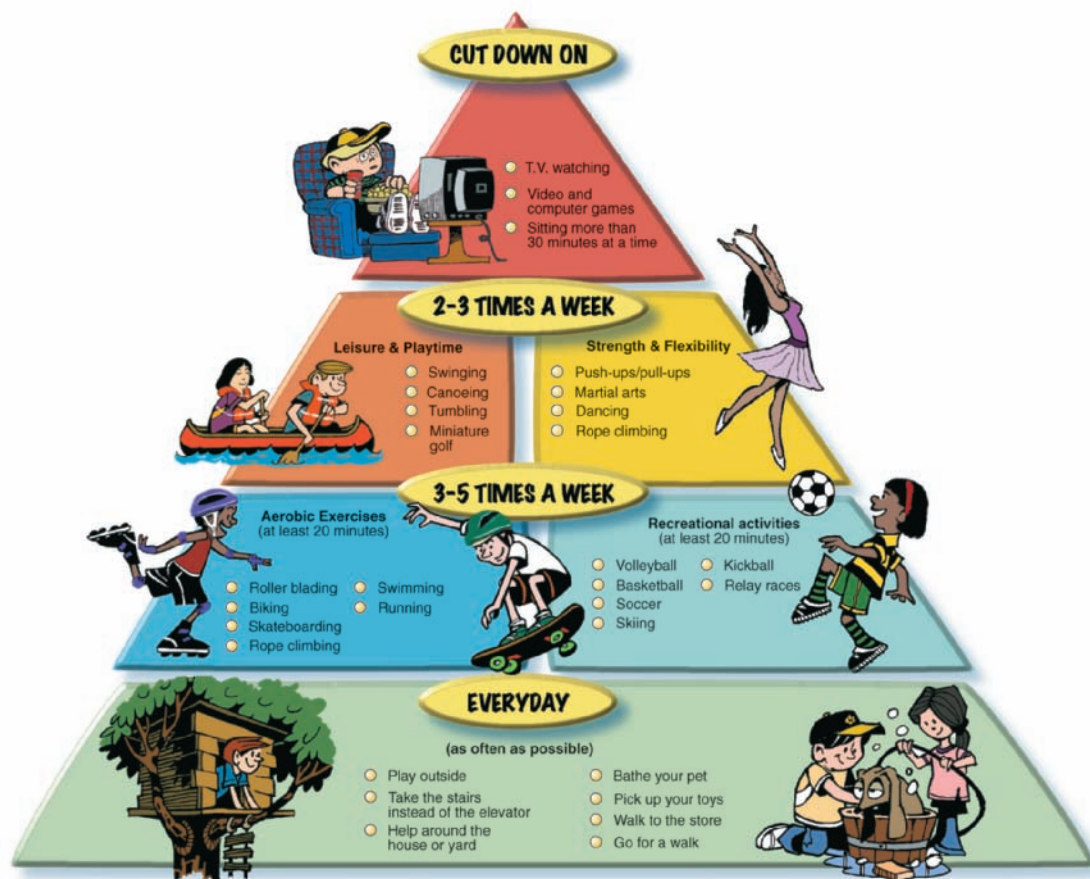 CUT DOWN ON
T.V. watching
Video and
computer games
Sitting more than
30 minutes at a time
2-3 TIMES A WEEK
Leisure & Playtime
Swinging
Canoeing
Tumbling
Miniature
golf
Strength & Flexibility
Push-ups/pull-ups
Martial arts
Dancing
Rope climbing
3-5 TIMES A WEEK
Aerobic Exercises
(at least 20 minutes)
Roller blading
Biking
Skateboarding
Rope climbing
Swimming
Running
Recreational activities
(at least 20 minutes)
Volleyball
Basketball
Soccer
Skiing
Kickball
Relay races
EVERYDAY
(as often as possible)
Play outside
Take the stairs
instead of the elevator
Help around the
house or yard
Bathe your pet
Pick up your toys
Walk to the store
Go for a walk